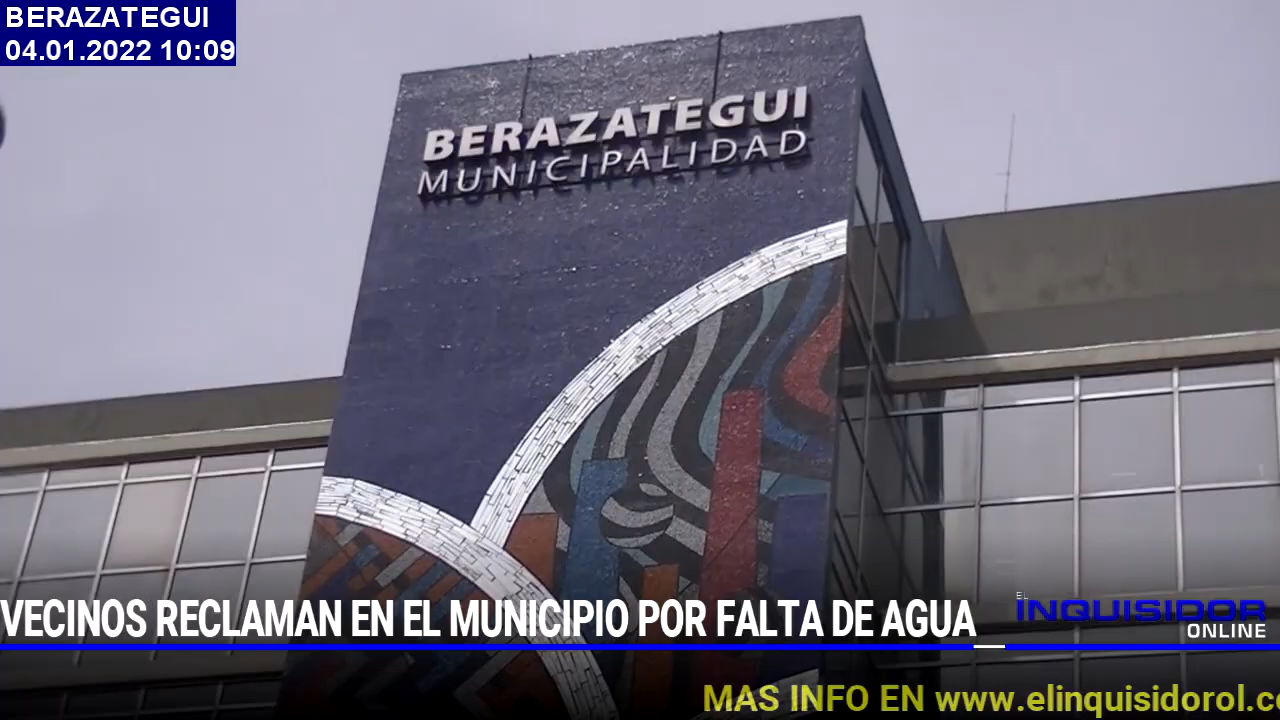 BERAZATEGUI
04.01.2022 10:09
BERAZATEGUI
MUNICIPALIDAD
VECINOS RECLAMAN EN EL MUNICIPIO POR FALTA DE AGUA
EL
INQUISIDOR
ONLINE
MAS INFO EN www.elinquisidorol.c